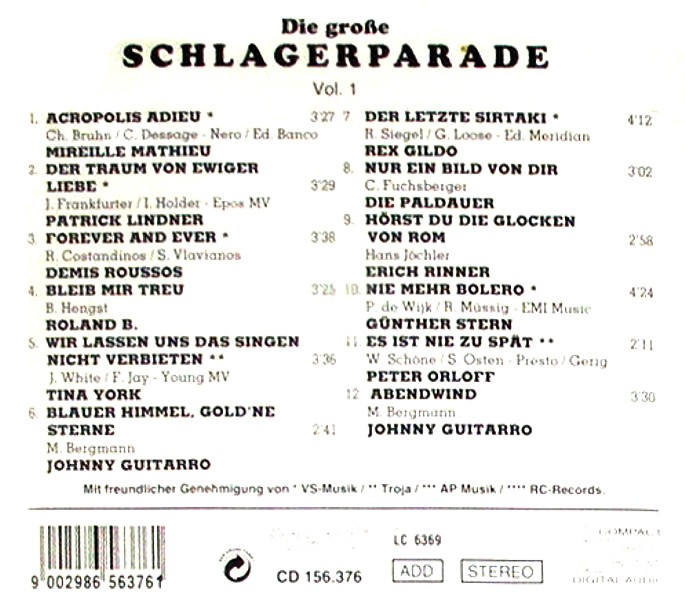 Die große
SCHLAGERPARADE
Vol. 1
1. ACROPOLIS ADIEU * 3'27
Ch. Bruhn / C. Dessage - Nero / Ed. Banco
MIREILLE MATHIEU
2. DER TRAUM VON EWIGER
LIEBE * 3'29
J. Frankfurter / I. Holder - Epos MV
PATRICK LINDNER
3. FOREVER AND EVER * 3'38
R. Costandinos / S. Vlavianos
DEMIS ROUSSOS
4. BLEIB MIR TREU 3'25
B. Hengst
ROLAND B.
5. WIR LASSEN UNS DAS SINGEN
NICHT VERBIETEN ** 3'36
J. White / F. Jay - Young MV
TINA YORK
6. BLAUER HIMMEL, GOLD'NE
STERNE 2'41
M. Bergmann
JOHNNY GUITARRO
7. DER LETZTE SIRTAKI * 4'12
R. Siegel / G. Loose - Ed. Meridian
REX GILDO
8. NUR EIN BILD VON DIR 3'02
C. Fuchsberger
DIE PALDAUER
9. HÖRST DU DIE GLOCKEN
VON ROM 2'58
Hans Jöchler
ERICH RINNER
10. NIE MEHR BOLERO * 4'24
P. de Wijk / R. Müssig - EMI Music
GÜNTHER STERN
11. ES IST NIE ZU SPÄT ** 2'11
W. Schöne / S. Osten - Presto / Gerig
PETER ORLOFF
12 ABENDWIND 3'30
M. Bergmann
JOHNNY GUITARRO
Mit freundlicher Genehmigung von * VS-Musik / ** Troja / *** AP Musik / **** RC-Records.
LC 6369
COMPACT
9 002986 563761
CD 156.376
ADD
STEREO
DIGITAL AUDIO